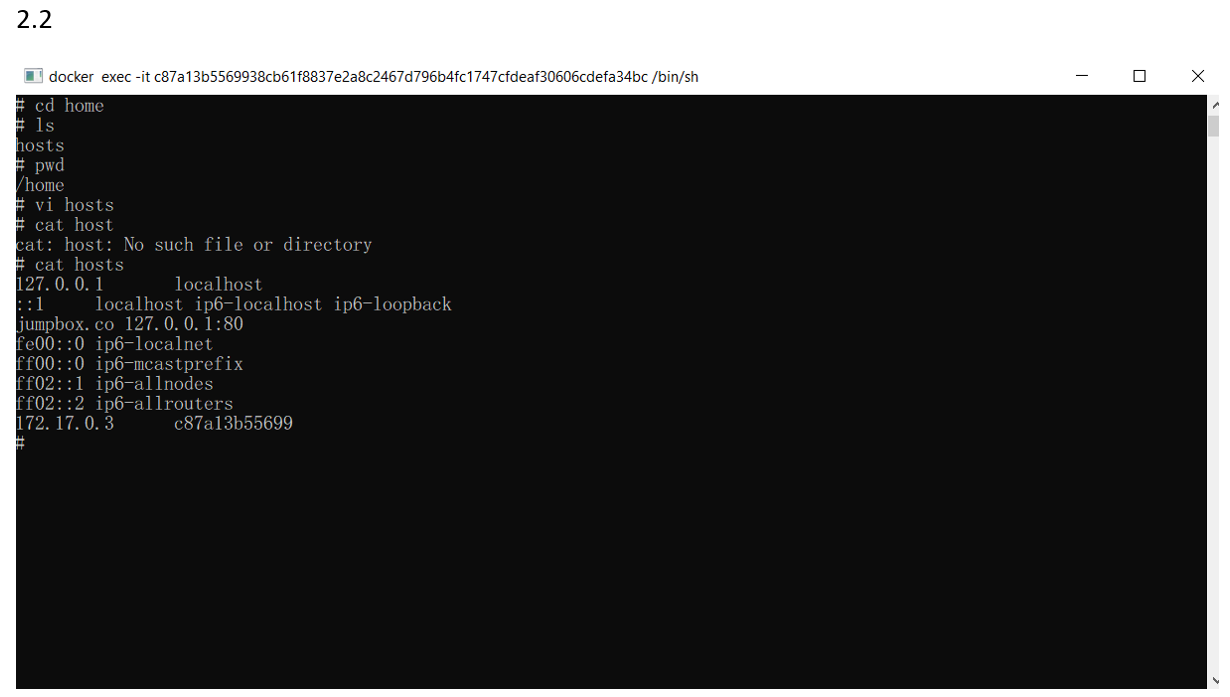 2.2
docker exec -it c87a13b5569938cb61f8837e2a8c2467d796b4fc1747cfdeaf30606cdefa34bc /bin/sh
# cd home
# ls
hosts
# pwd
/home
# vi hosts
# cat host
cat: host: No such file or directory
# cat hosts
127.0.0.1 localhost
::1 localhost ip6-localhost ip6-loopback
jumpbox.co 127.0.0.1:80
fe00::0 ip6-localnet
ff00::0 ip6-mcastprefix
ff02::1 ip6-allnodes
ff02::2 ip6-allrouters
172.17.0.3 c87a13b55699
#